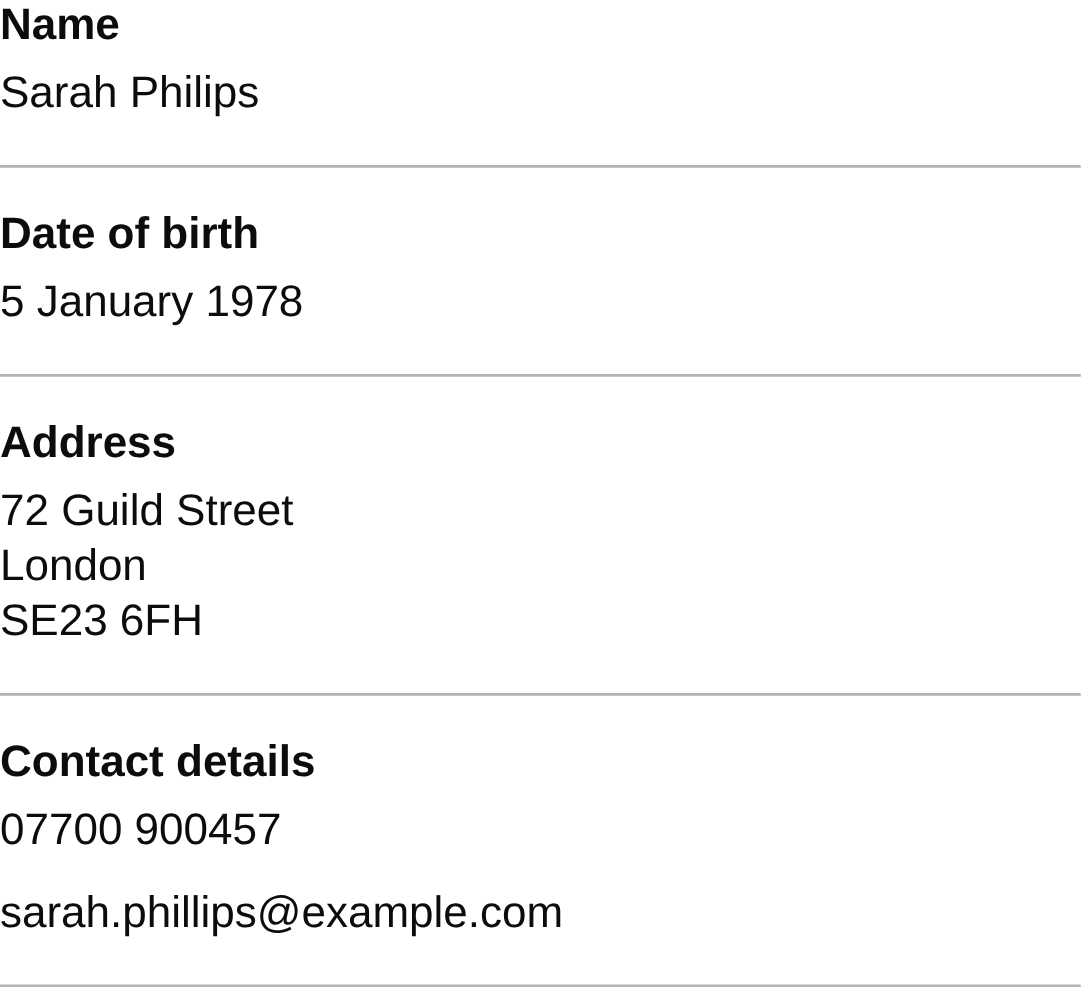 Name
Sarah Philips
Date of birth
5 January 1978
Address
72 Guild Street
London
SE23 6FH
Contact details
07700 900457
sarah.phillips@example.com